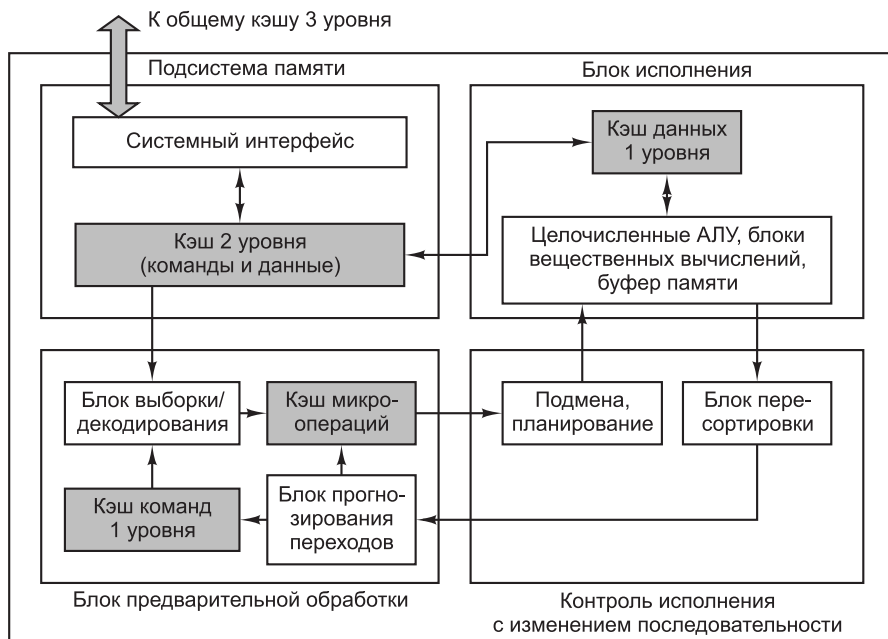 К общему кэшу 3 уровня
Подсистема памяти
Системный интерфейс
Кэш 2 уровня
(команды и данные)
Блок исполнения
Кэш данных
1 уровня
Целочисленные АЛУ, блоки
вещественных вычислений,
буфер памяти
Блок выборки/
декодирования
Кэш микро-
операций
Кэш команд
1 уровня
Блок прогно-
зирования
переходов
Блок предварительной обработки
Подмена,
планирование
Блок пере-
сортировки
Контроль исполнения
с изменением последовательности